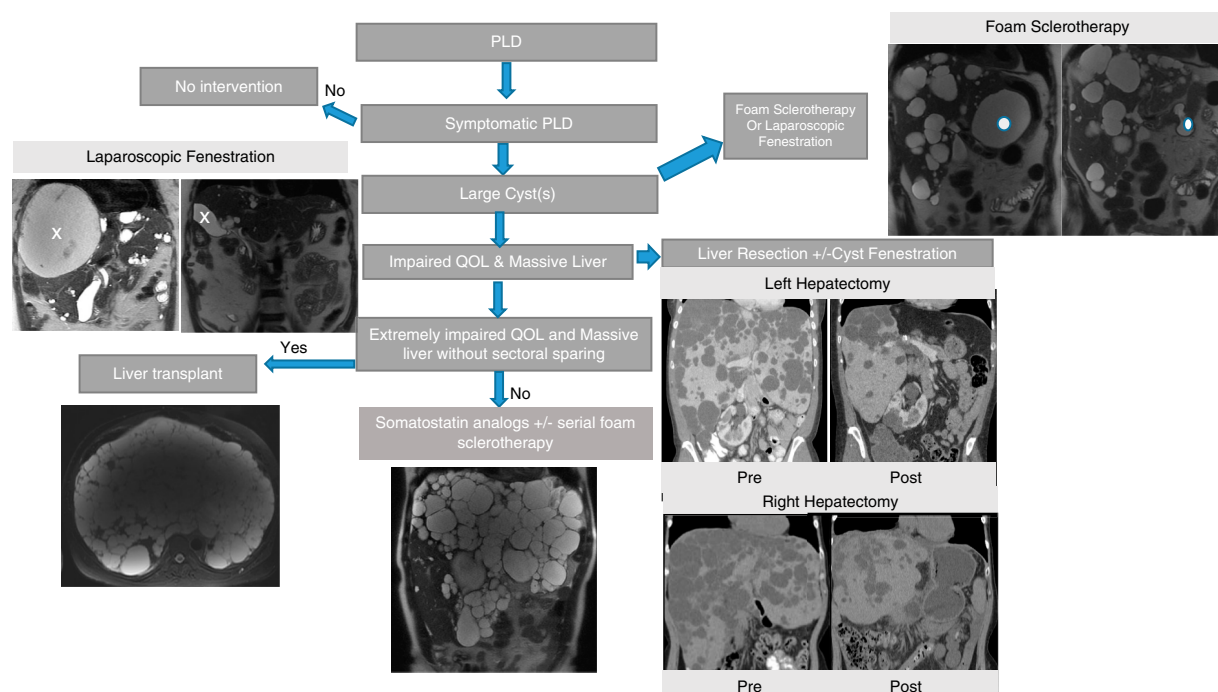 PLD
Foam Sclerotherapy
No intervention
No
Symptomatic PLD
Foam Sclerotherapy
Or Laparoscopic
Fenestration
Laparoscopic Fenestration
Large Cyst(s)
X
X
Impaired QOL & Massive Liver
Liver Resection +/-Cyst Fenestration
Left Hepatectomy
Extremely impaired QOL and Massive
liver without sectoral sparing
Yes
Liver transplant
No
Somatostatin analogs +/- serial foam
sclerotherapy
Pre
Post
Right Hepatectomy
Pre
Post